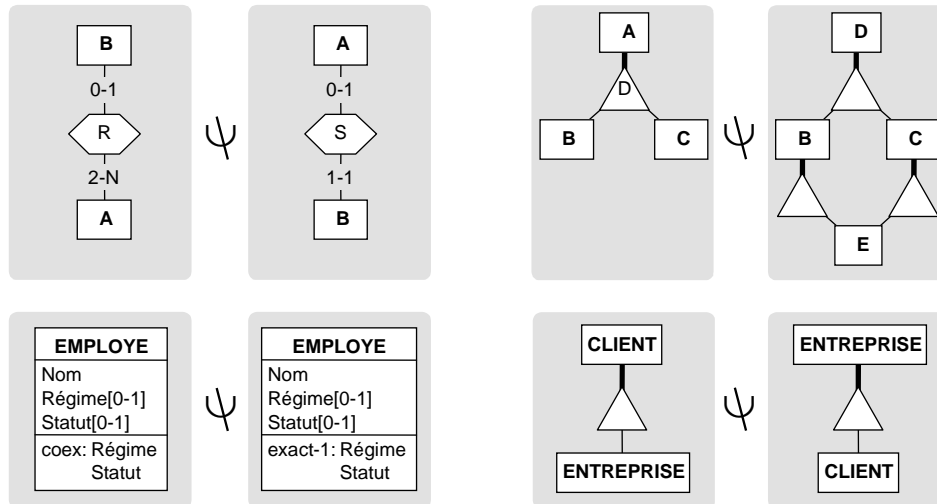 B
0-1
R
2-N
A
A
0-1
S
1-1
B
A
D
B
C
D
B
C
E
EMPLOYE
Nom
Régime[0-1]
Statut[0-1]
coex: Régime
Statut
EMPLOYE
Nom
Régime[0-1]
Statut[0-1]
exact-1: Régime
Statut
CLIENT
ENTREPRISE
ENTREPRISE
CLIENT